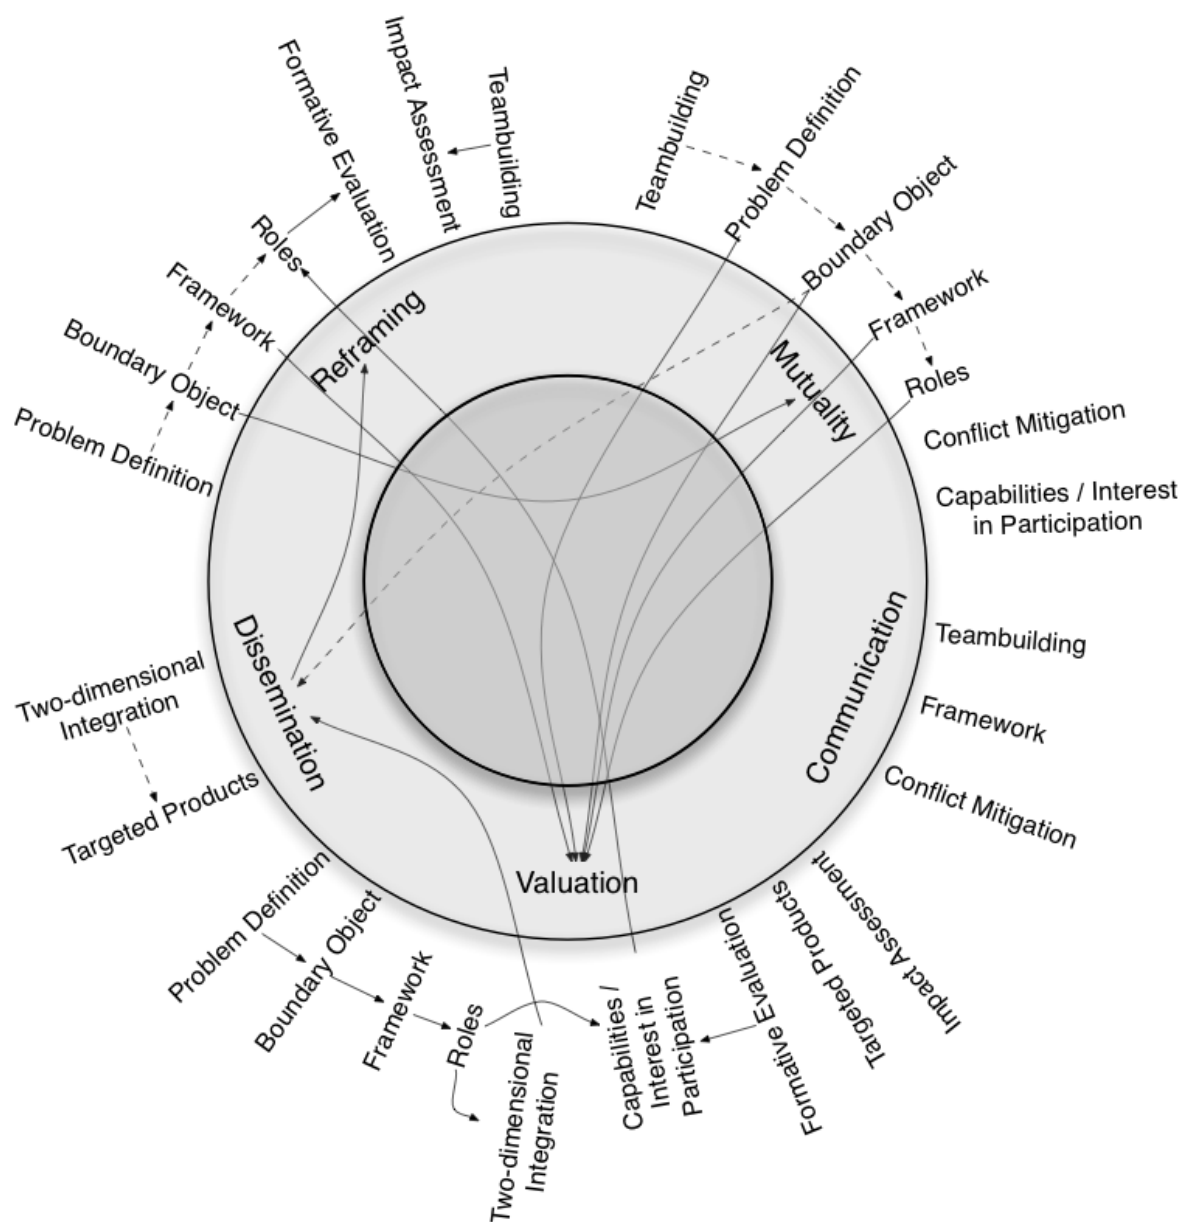 Impact Assessment
Teambuilding
Teambuilding
Problem Definition
Boundary Object
Framework
Roles
Conflict Mitigation
Capabilities / Interest
in Participation
Teambuilding
Framework
Conflict Mitigation
Impact Assessment
Targeted Products
Formative Evaluation
Capabilities /
Interest in
Participation
Two-dimensional
Integration
Roles
Framework
Boundary Object
Problem Definition
Targeted Products
Two-dimensional
Integration
Problem Definition
Boundary Object
Framework
Roles
Formative Evaluation
Reframing
Mutuality
Communication
Valuation
Dissemination